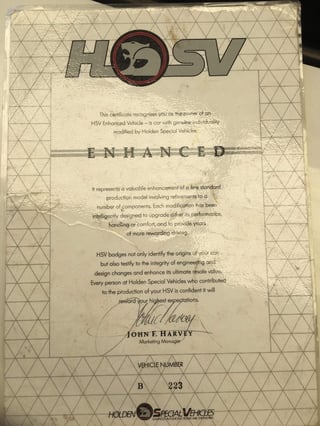 HSV
This certificate recognises you as the owner of an
HSV Enhanced Vehicle – a car with genuine individuality
modified by Holden Special Vehicles.
ENHANCED
It represents a valuable enhancement of a fine standard
production model involving refinements to a
number of components. Each modification has been
intelligently designed to upgrade either its performance,
handling or comfort, and to provide years
of more rewarding driving.
HSV badges not only identify the origins of your car
but also testify to the integrity of engineering and
design changes and enhance its ultimate resale value.
Every person at Holden Special Vehicles who contributed
to the production of your HSV is confident it will
reward your highest expectations.
John Harvey
JOHN F. HARVEY
Marketing Manager
VEHICLE NUMBER
B 223
HOLDEN SPECIAL VEHICLES